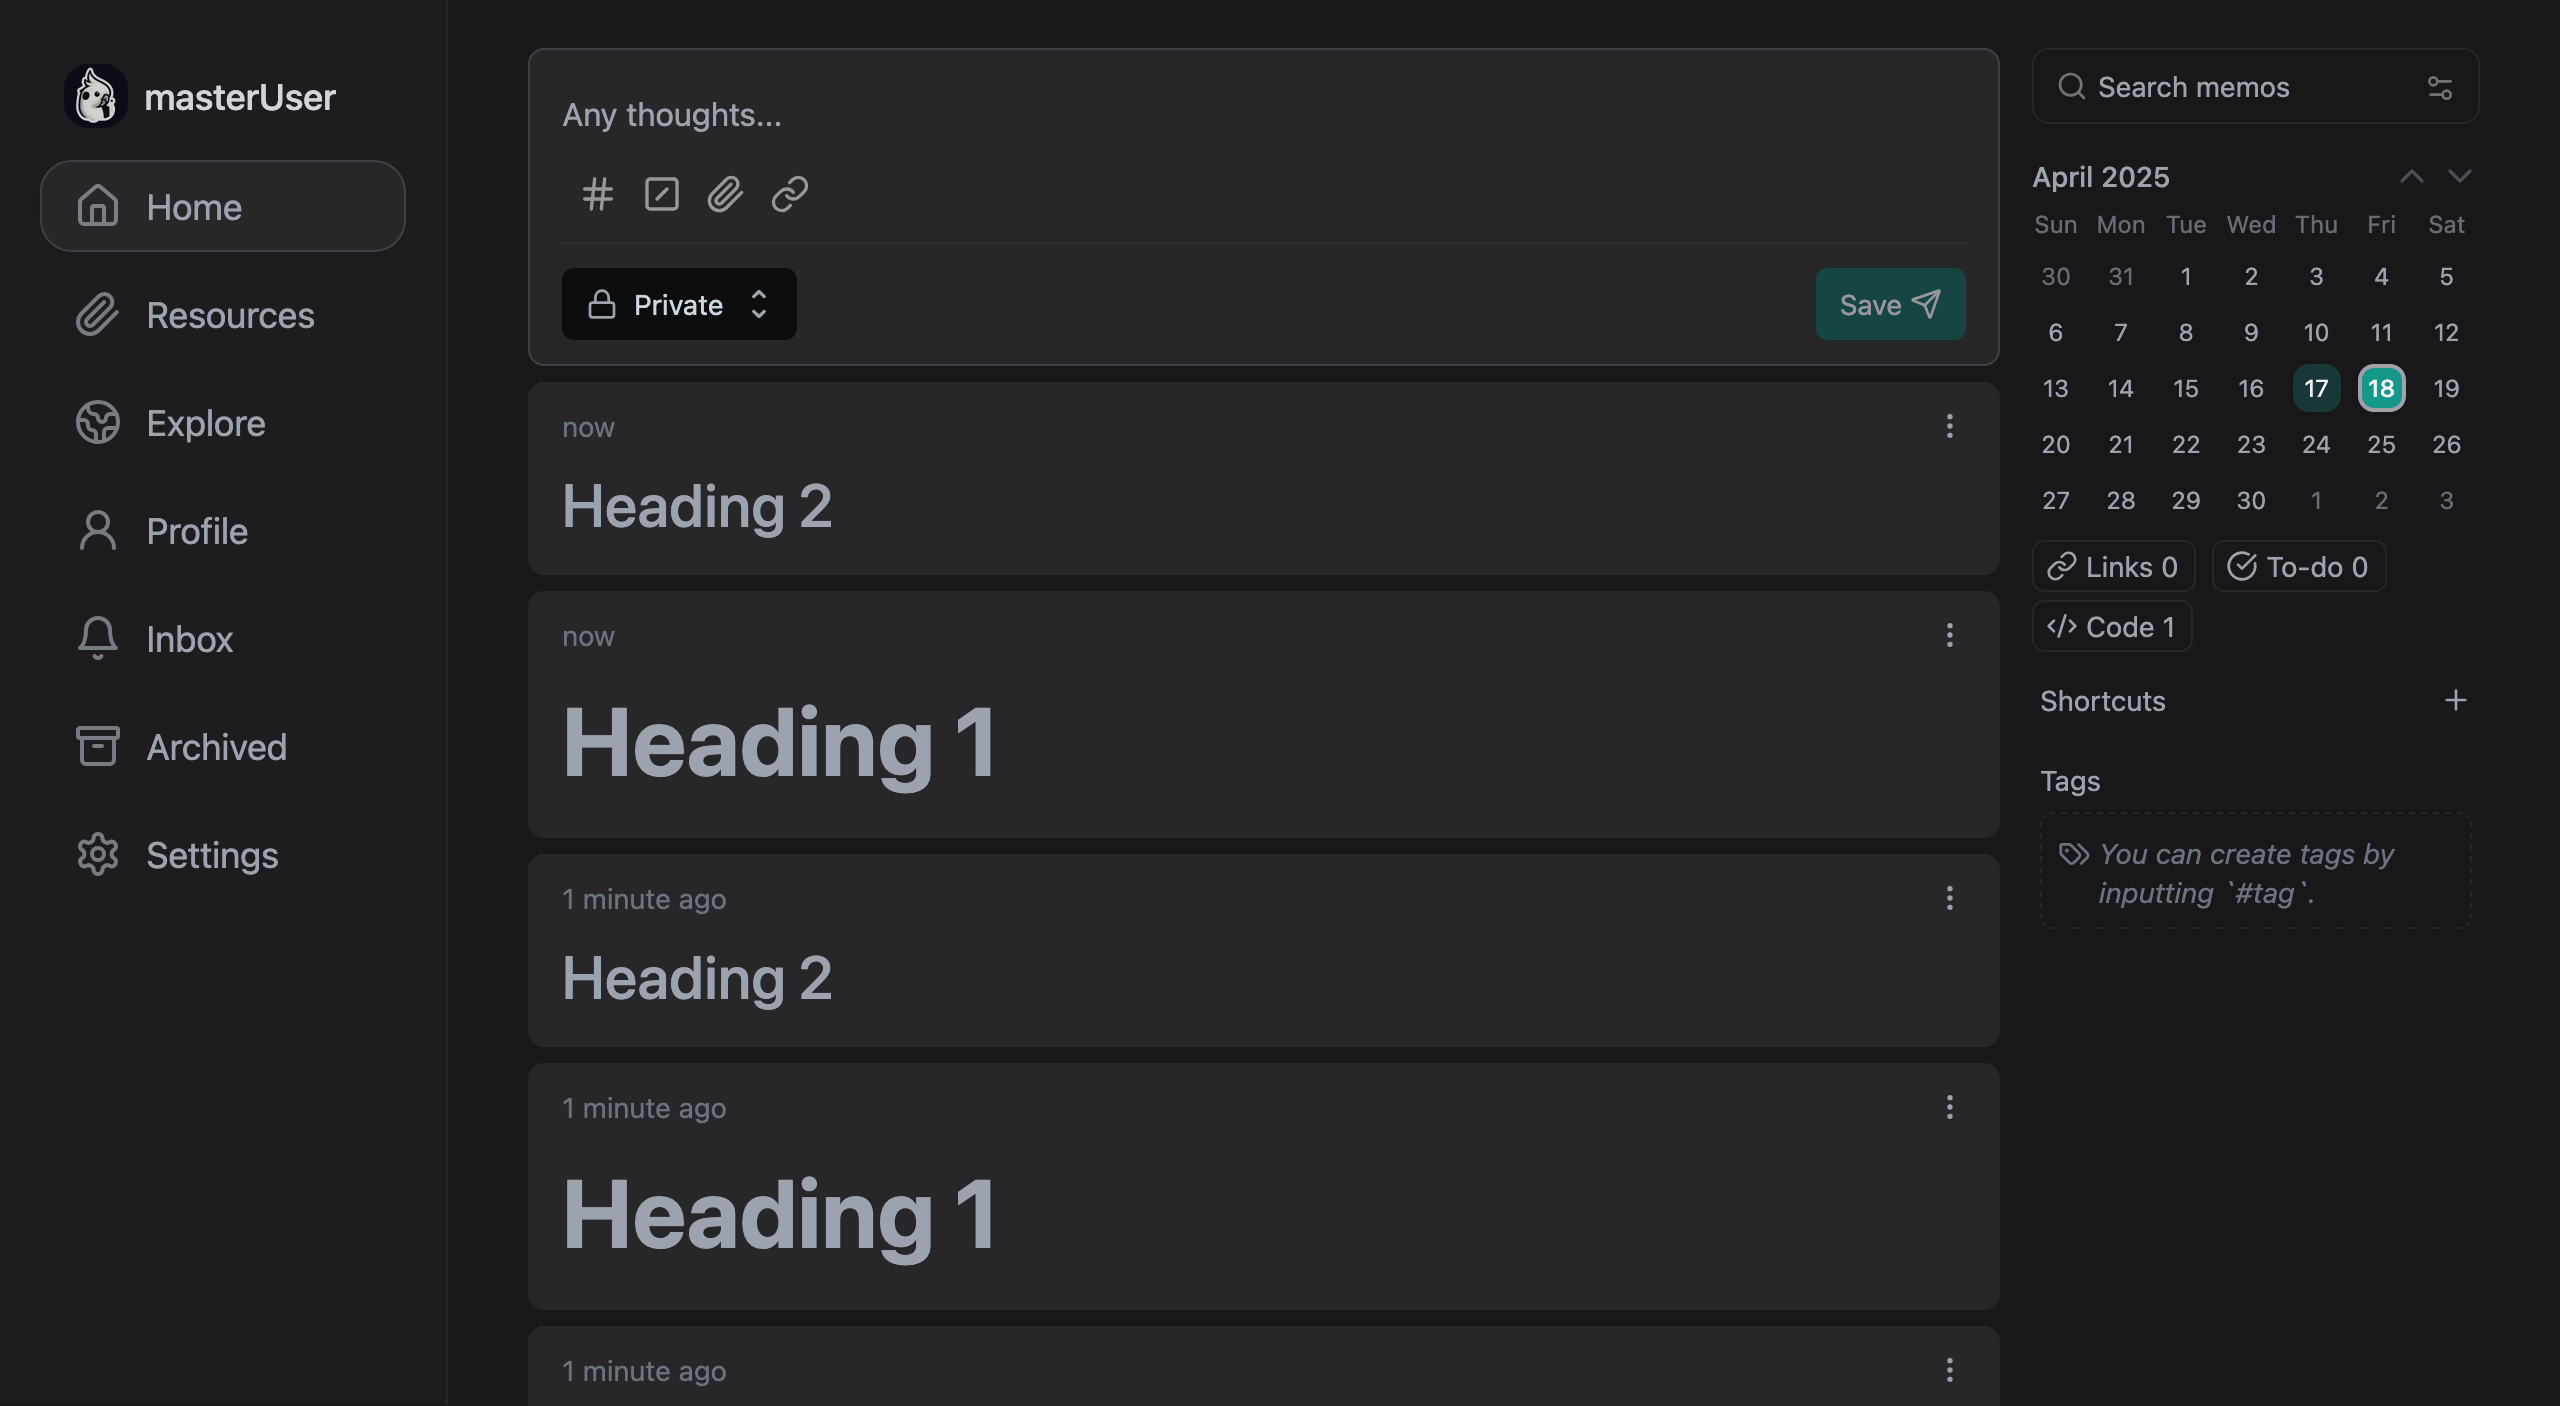 masterUser
Home
Resources
Explore
Profile
Inbox
Archived
Settings
Any thoughts...
Private
Save
now
Heading 2
now
Heading 1
1 minute ago
Heading 2
1 minute ago
Heading 1
1 minute ago
Search memos
April 2025
Sun Mon Tue Wed Thu Fri Sat
30 31 1 2 3 4 5
6 7 8 9 10 11 12
13 14 15 16 17 18 19
20 21 22 23 24 25 26
27 28 29 30 1 2 3
Links 0 To-do 0
Code 1
Shortcuts
Tags
You can create tags by
inputting `#tag`.